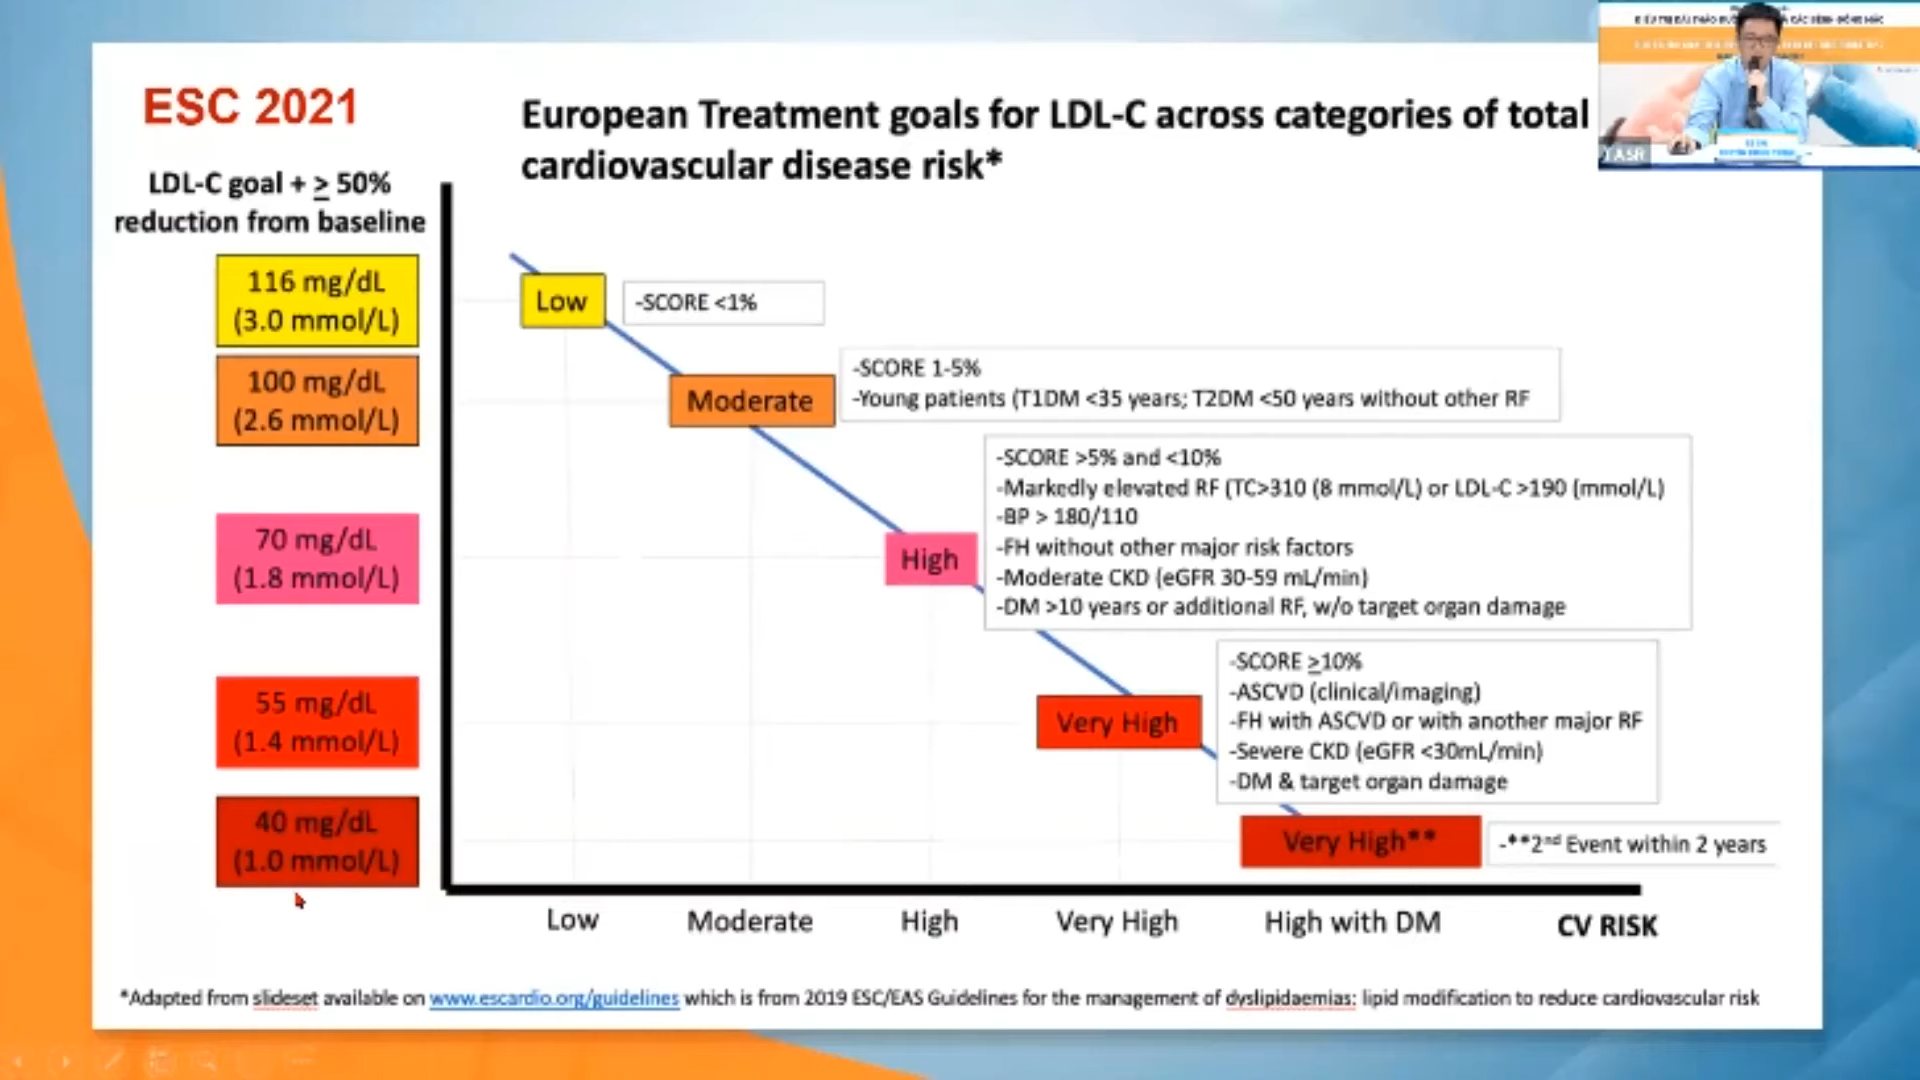 ESC 2021
European Treatment goals for LDL-C across categories of total
cardiovascular disease risk*
LDL-C goal + ≥ 50%
reduction from baseline
116 mg/dL
(3.0 mmol/L)
Low
-SCORE <1%
100 mg/dL
(2.6 mmol/L)
Moderate
-SCORE 1-5%
-Young patients (T1DM <35 years; T2DM <50 years without other RF
70 mg/dL
(1.8 mmol/L)
High
-SCORE >5% and <10%
-Markedly elevated RF (TC>310 (8 mmol/L) or LDL-C >190 (mmol/L)
-BP > 180/110
-FH without other major risk factors
-Moderate CKD (eGFR 30-59 mL/min)
-DM >10 years or additional RF, w/o target organ damage
55 mg/dL
(1.4 mmol/L)
Very High
-SCORE ≥10%
-ASCVD (clinical/imaging)
-FH with ASCVD or with another major RF
-Severe CKD (eGFR <30mL/min)
-DM & target organ damage
40 mg/dL
(1.0 mmol/L)
Very High**
-**2nd Event within 2 years
Low Moderate High Very High High with DM CV RISK
*Adapted from slideset available on www.escardio.org/guidelines which is from 2019 ESC/EAS Guidelines for the management of dyslipidaemias: lipid modification to reduce cardiovascular risk